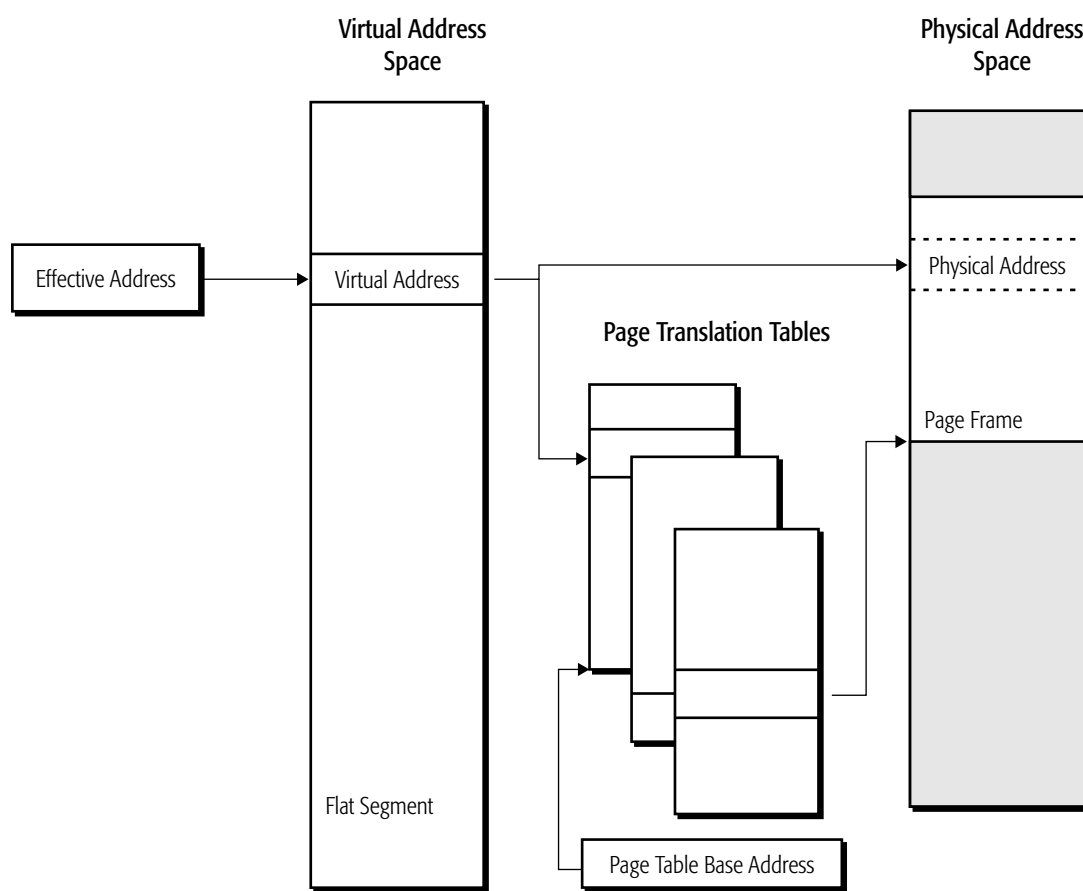 Virtual Address
Space
Physical Address
Space
Effective Address
Virtual Address
Physical Address
Page Translation Tables
Page Frame
Flat Segment
Page Table Base Address